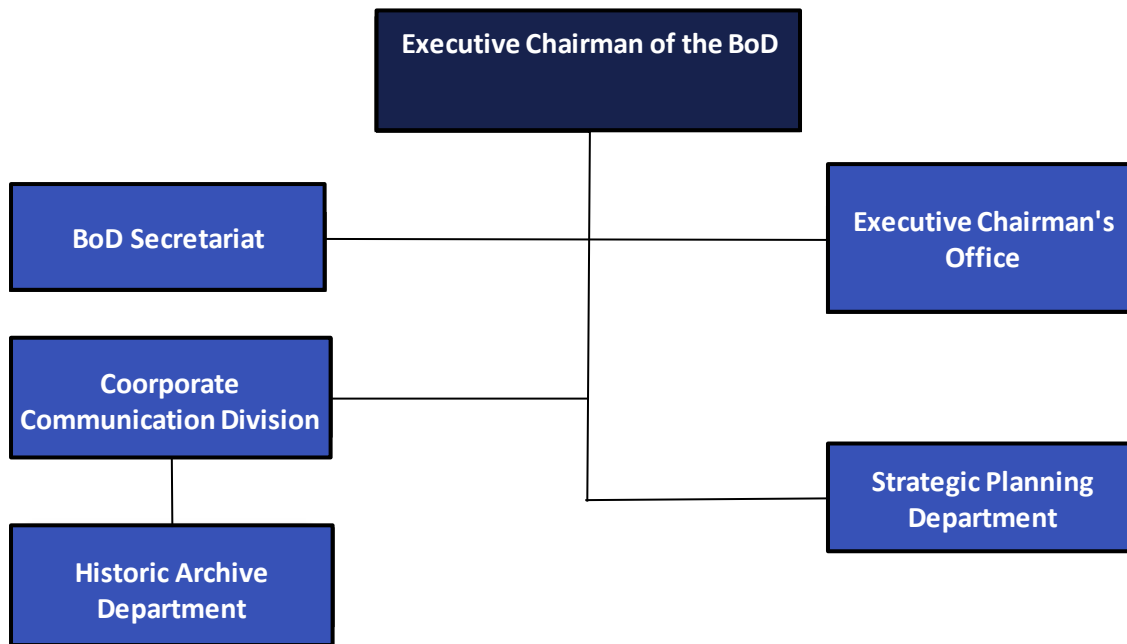 Executive Chairman of the BoD
BoD Secretariat
Executive Chairman's
Office
Coorporate
Communication Division
Strategic Planning
Department
Historic Archive
Department